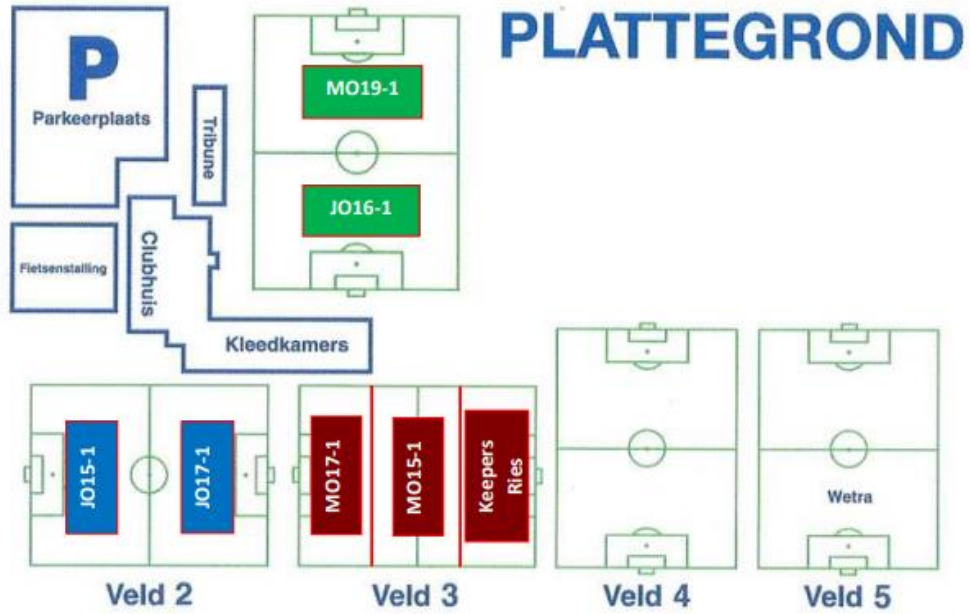 PLATTEGROND
P
Parkeerplaats
Tribune
MO19-1
JO16-1
Fietsenstalling
Clubhuis
Kleedkamers
JO15-1
JO17-1
MO17-1
MO15-1
Keepers
Ries
Wetra
Veld 2
Veld 3
Veld 4
Veld 5